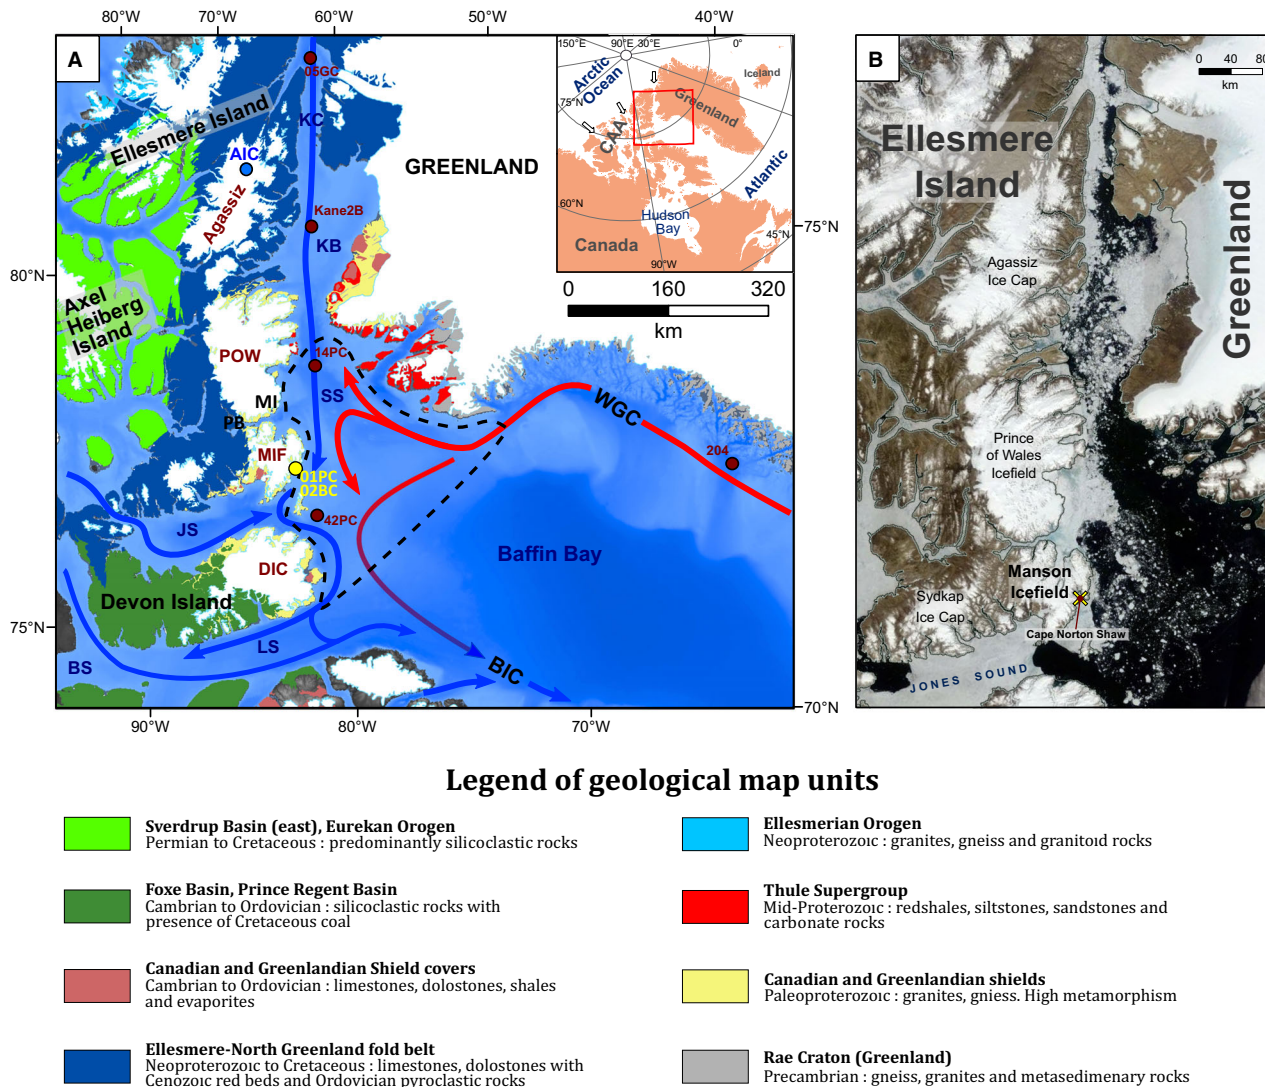 80°W
70°W
60°W
50°W
40°W
A
05GC
KC
Ellesmere Island
AIC
Agassiz
GREENLAND
Kane2B
KB
80°N
Axel
Heiberg
Island
POW
14PC
SS
MI
PB
MIF
01PC
02BC
42PC
JS
DIC
Devon Island
LS
BS
75°N
WGC
204
Baffin Bay
BIC
75°N
70°N
90°W
80°W
70°W
150°E
90°E
30°E
0°
Arctic
Ocean
Iceland
75°N
Greenland
CAA
Atlantic
60°N
Hudson
Bay
Canada
45°N
90°W
0 160 320
km
B
0 40 80
km
Ellesmere
Island
Greenland
Agassiz
Ice Cap
Prince
of Wales
Icefield
Manson
Icefield
Sydkap
Ice Cap
Cape Norton Shaw
JONES SOUND
Legend of geological map units
Sverdrup Basin (east), Eurekan Orogen
Permian to Cretaceous : predominantly silicoclastic rocks
Foxe Basin, Prince Regent Basin
Cambrian to Ordovician : silicoclastic rocks with
presence of Cretaceous coal
Canadian and Greenlandian Shield covers
Cambrian to Ordovician : limestones, dolostones, shales
and evaporites
Ellesmere-North Greenland fold belt
Neoproterozoic to Cretaceous : limestones, dolostones with
Cenozoic red beds and Ordovician pyroclastic rocks
Ellesmerian Orogen
Neoproterozoic : granites, gneiss and granitoid rocks
Thule Supergroup
Mid-Proterozoic : redshales, siltstones, sandstones and
carbonate rocks
Canadian and Greenlandian shields
Paleoproterozoic : granites, gniess. High metamorphism
Rae Craton (Greenland)
Precambrian : gneiss, granites and metasedimenary rocks